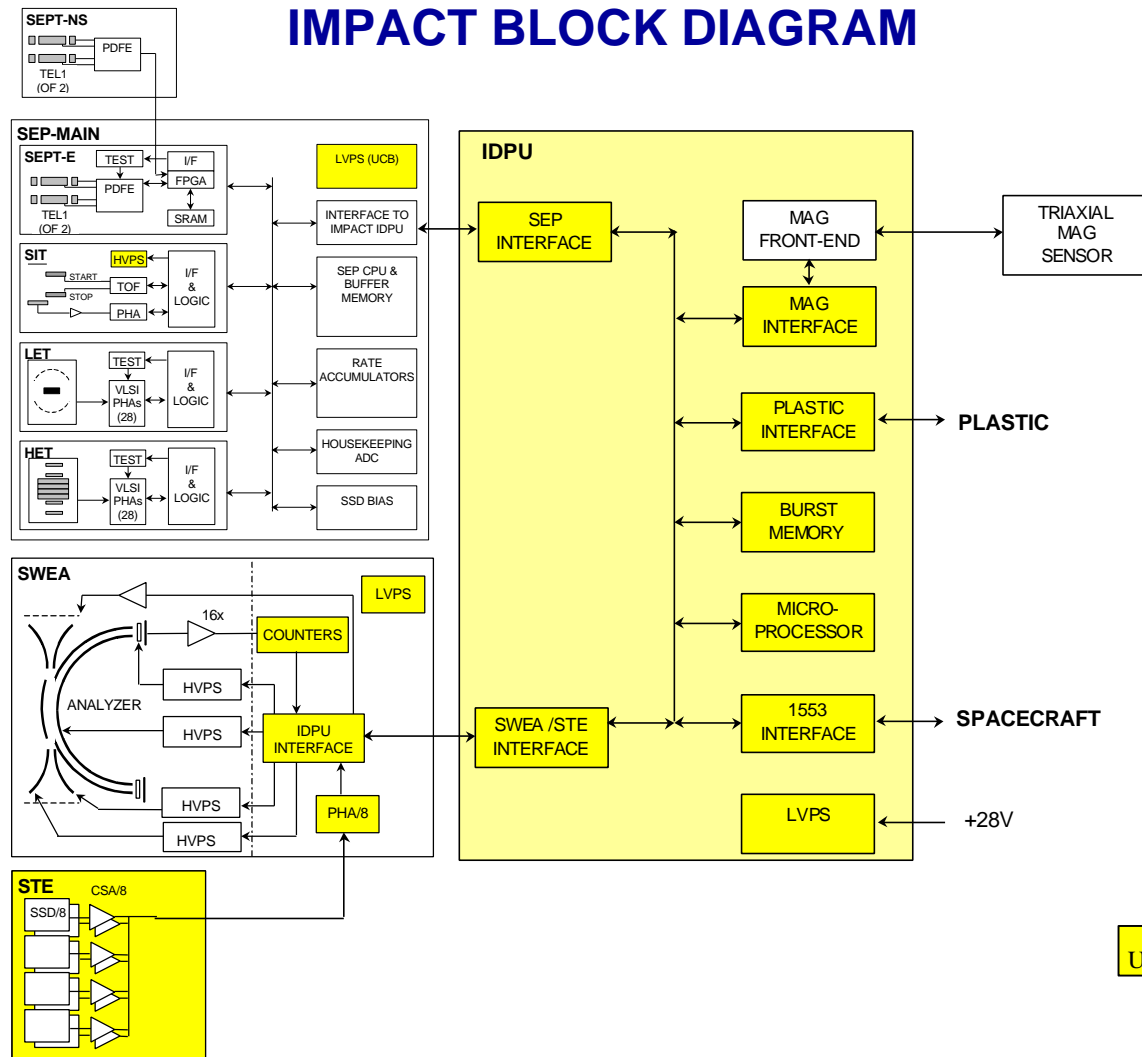 IMPACT BLOCK DIAGRAM
SEPT-NS
PDFE
TEL1
(OF 2)
SEP-MAIN
SEPT-E
TEST
I/F
FPGA
PDFE
SRAM
TEL1
(OF 2)
SIT
HVPS
START
TOF
STOP
PHA
I/F
&
LOGIC
LET
TEST
VLSI
PHAs
(28)
I/F
&
LOGIC
HET
TEST
VLSI
PHAs
(28)
I/F
&
LOGIC
LVPS (UCB)
INTERFACE TO
IMPACT IDPU
SEP CPU &
BUFFER
MEMORY
RATE
ACCUMULATORS
HOUSEKEEPING
ADC
SSD BIAS
IDPU
SEP
INTERFACE
MAG
FRONT-END
TRIAXIAL
MAG
SENSOR
MAG
INTERFACE
PLASTIC
INTERFACE
PLASTIC
BURST
MEMORY
MICRO-
PROCESSOR
SWEA /STE
INTERFACE
1553
INTERFACE
SPACECRAFT
LVPS
+28V
SWEA
LVPS
16x
COUNTERS
ANALYZER
HVPS
HVPS
HVPS
HVPS
IDPU
INTERFACE
PHA/8
STE
CSA/8
SSD/8
U